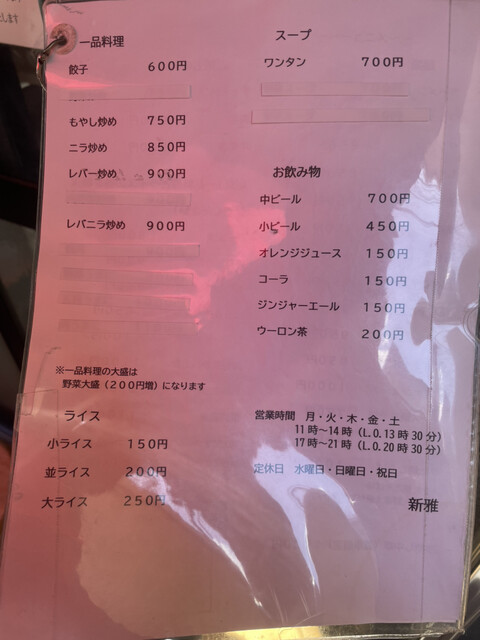 します
一品料理
餃子 600円
もやし炒め 750円
ニラ炒め 850円
レバー炒め 900円
レバニラ炒め 900円
※一品料理の大盛は
野菜大盛（200円増）になります
ライス
小ライス 150円
並ライス 200円
大ライス 250円
スープ
ワンタン 700円
お飲み物
中ビール 700円
小ビール 450円
オレンジジュース 150円
コーラ 150円
ジンジャーエール 150円
ウーロン茶 200円
営業時間 月・火・木・金・土
11時～14時（L.O.13時30分）
17時～21時（L.O.20時30分）
定休日 水曜日・日曜日・祝日
新雅